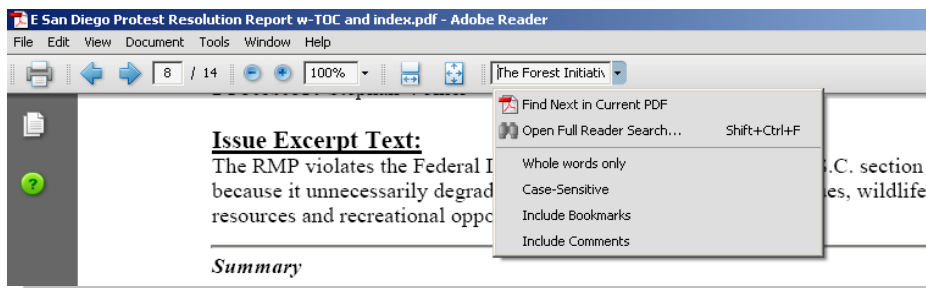 E San Diego Protest Resolution Report w-TOC and index.pdf - Adobe Reader
File Edit View Document Tools Window Help
8 / 14 100% The Forest Initiativ
Find Next in Current PDF
Open Full Reader Search... Shift+Ctrl+F
Whole words only
Case-Sensitive
Include Bookmarks
Include Comments
Issue Excerpt Text:
The RMP violates the Federal .C. section
because it unnecessarily degrad es, wildlife
resources and recreational oppo
Summary